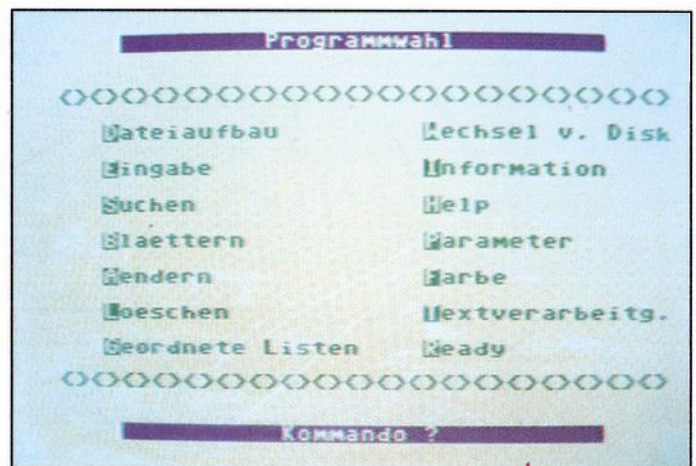 Programmwahl
Dateiaufbau
Wechsel v. Disk
Eingabe
Information
Suchen
Help
Blaettern
Parameter
Aendern
Farbe
Loeschen
Textverarbeitg.
Geordnete Listen
Ready
Kommando ?